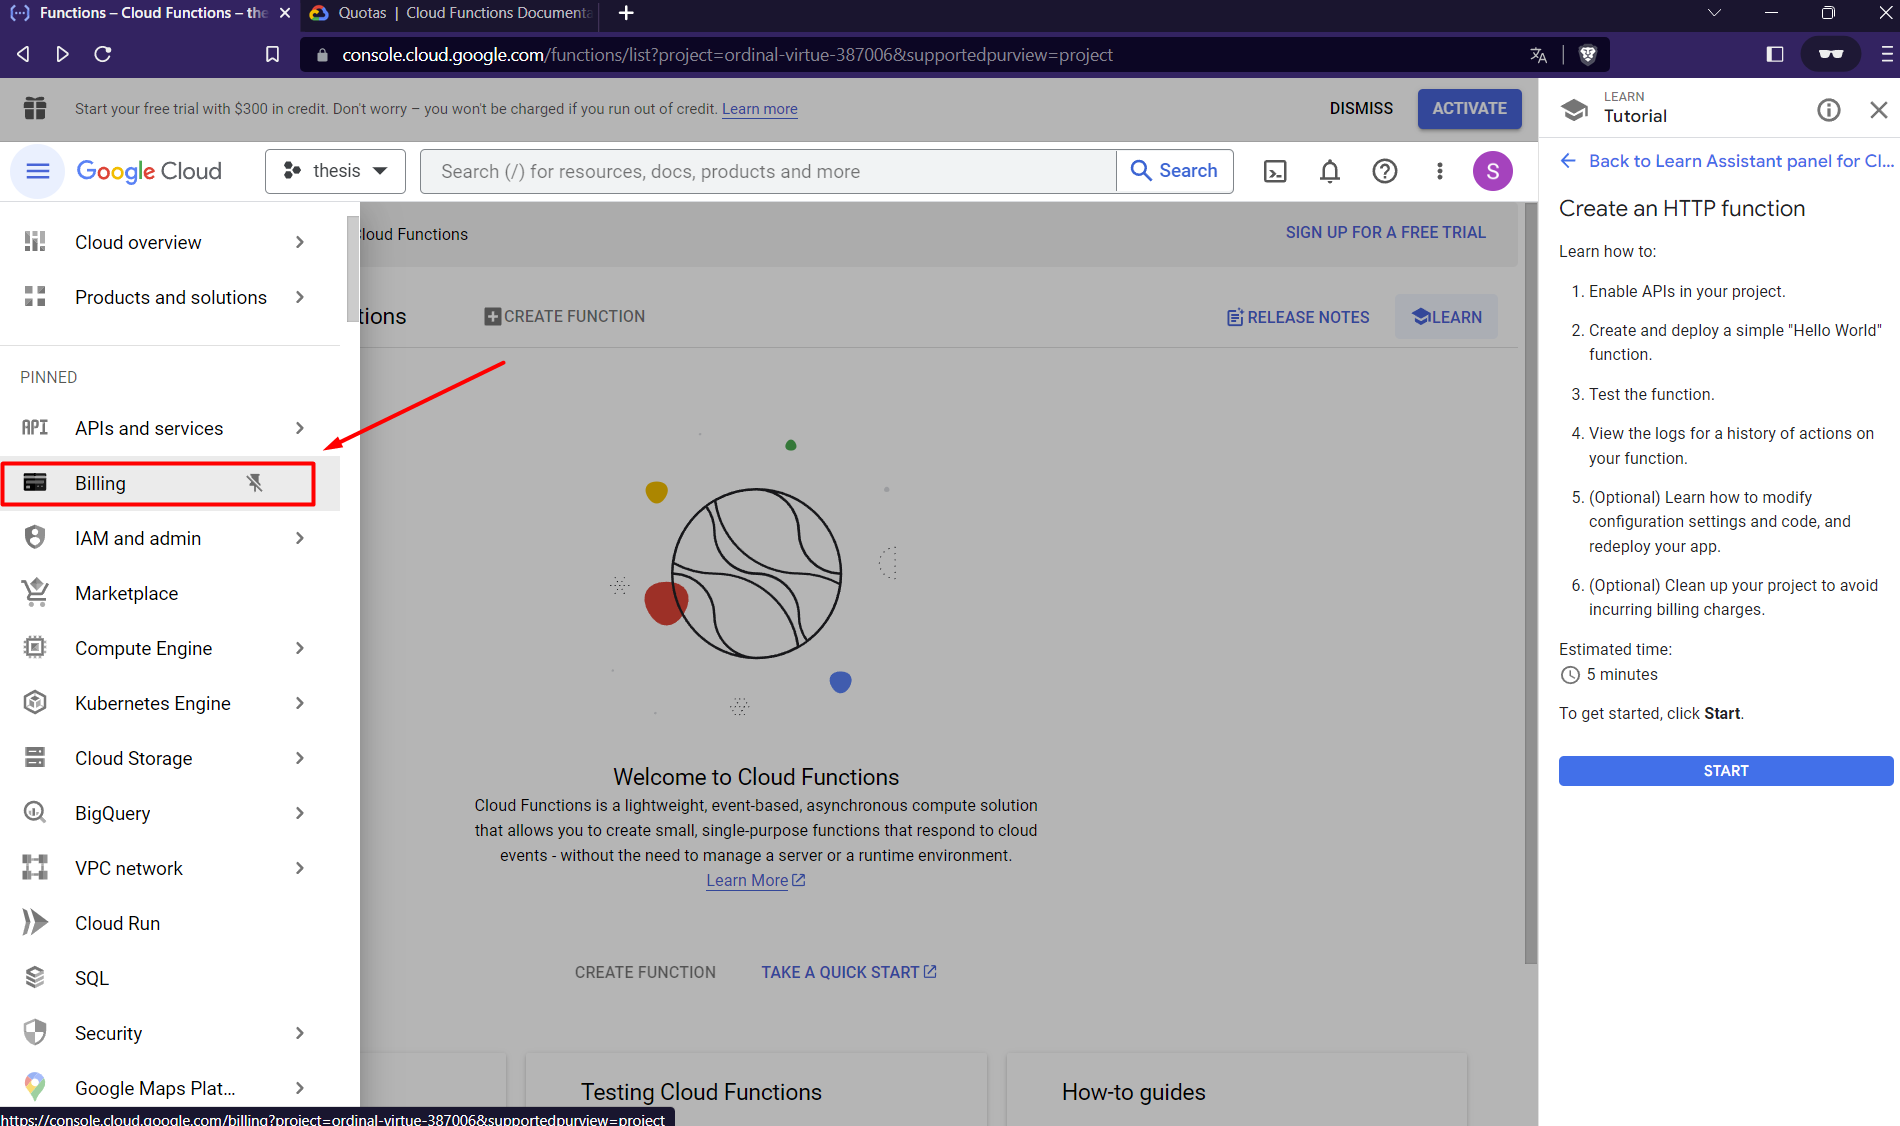 Functions – Cloud Functions – the
Quotas | Cloud Functions Documenta
console.cloud.google.com/functions/list?project=ordinal-virtue-387006&supportedpurview=project
Start your free trial with $300 in credit. Don't worry – you won't be charged if you run out of credit. Learn more
DISMISS
ACTIVATE
Google Cloud
thesis
Search (/) for resources, docs, products and more
Search
S
Cloud overview
Products and solutions
PINNED
API
APIs and services
Billing
IAM and admin
Marketplace
Compute Engine
Kubernetes Engine
Cloud Storage
BigQuery
VPC network
Cloud Run
SQL
Security
Google Maps Plat...
https://console.cloud.google.com/billing?project=ordinal-virtue-387006&supportedpurview=project
Cloud Functions
SIGN UP FOR A FREE TRIAL
tions
CREATE FUNCTION
RELEASE NOTES
LEARN
Welcome to Cloud Functions
Cloud Functions is a lightweight, event-based, asynchronous compute solution
that allows you to create small, single-purpose functions that respond to cloud
events - without the need to manage a server or a runtime environment.
Learn More
CREATE FUNCTION
TAKE A QUICK START
Testing Cloud Functions
How-to guides
LEARN
Tutorial
Back to Learn Assistant panel for Cl...
Create an HTTP function
Learn how to:
1. Enable APIs in your project.
2. Create and deploy a simple "Hello World"
function.
3. Test the function.
4. View the logs for a history of actions on
your function.
5. (Optional) Learn how to modify
configuration settings and code, and
redeploy your app.
6. (Optional) Clean up your project to avoid
incurring billing charges.
Estimated time:
5 minutes
To get started, click Start.
START